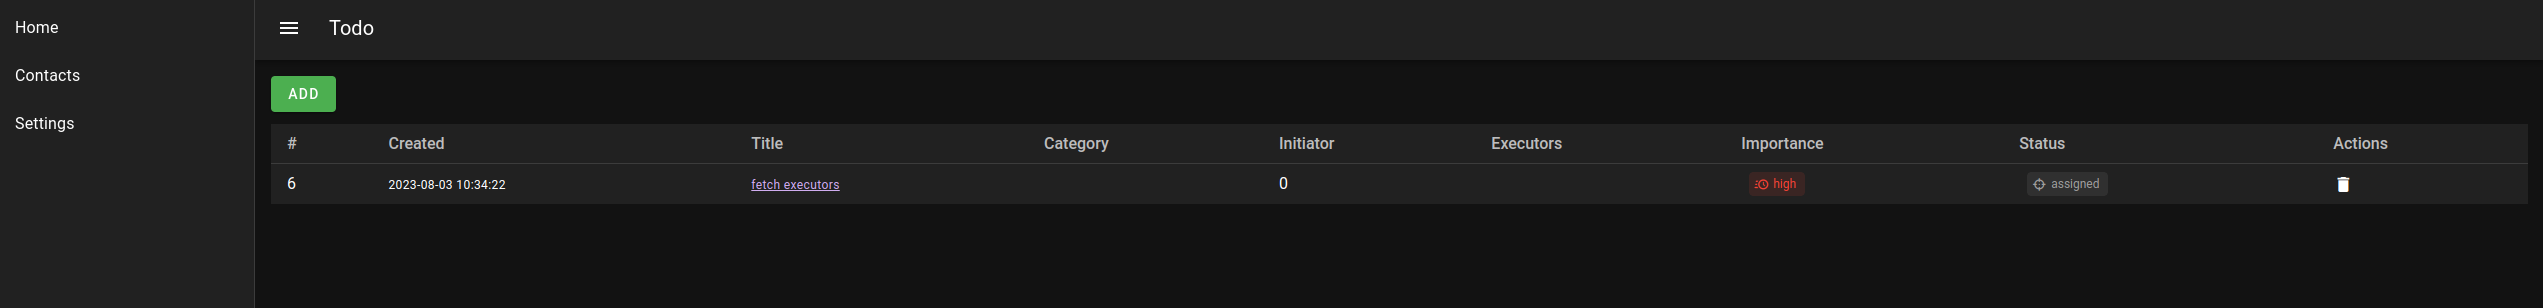 Home
Contacts
Settings
Todo
ADD
# Created Title Category Initiator Executors Importance Status Actions
6 2023-08-03 10:34:22 fetch executors 0 high assigned